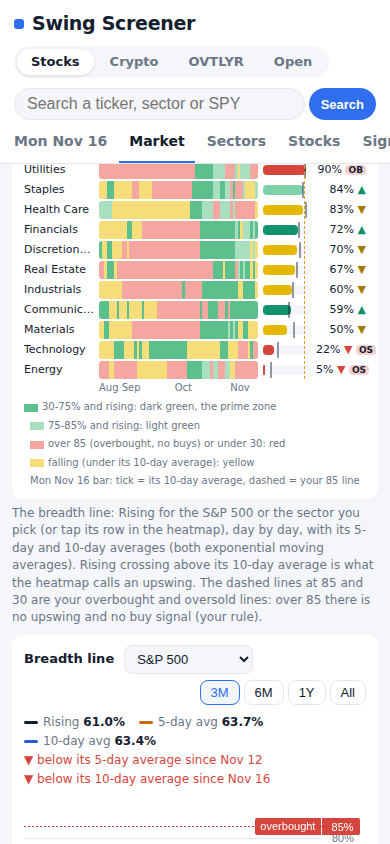 Swing Screener
Stocks Crypto OVTLYR Open
Search a ticker, sector or SPY Search
Mon Nov 16 Market Sectors Stocks Sig
Utilities 90% OB
Staples 84% ▲
Health Care 83% ▼
Financials 72% ▲
Discretion... 70% ▼
Real Estate 67% ▼
Industrials 60% ▼
Communic... 59% ▲
Materials 50% ▼
Technology 22% ▼ OS
Energy 5% ▼ OS
Aug Sep Oct Nov
30-75% and rising: dark green, the prime zone
75-85% and rising: light green
over 85 (overbought, no buys) or under 30: red
falling (under its 10-day average): yellow
Mon Nov 16 bar: tick = its 10-day average, dashed = your 85 line
The breadth line: Rising for the S&P 500 or the sector you
pick (or tap its row in the heatmap), day by day, with its 5-
day and 10-day averages (both exponential moving
averages). Rising crossing above its 10-day average is what
the heatmap calls an upswing. The dashed lines at 85 and
30 are your overbought and oversold lines: over 85 there is
no upswing and no buy signal (your rule).
Breadth line S&P 500
3M 6M 1Y All
Rising 61.0% 5-day avg 63.7%
10-day avg 63.4%
▼ below its 5-day average since Nov 12
▼ below its 10-day average since Nov 16
overbought 85%
80%